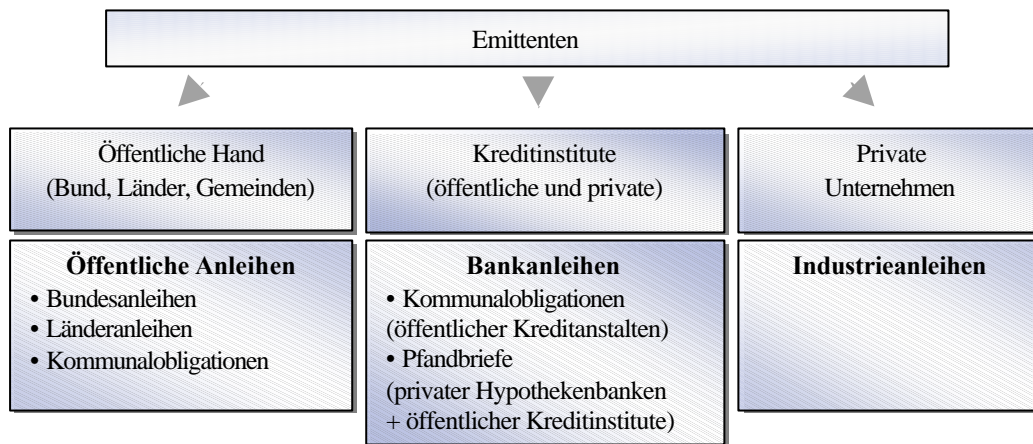 Emittenten
Öffentliche Hand
(Bund, Länder, Gemeinden)
Öffentliche Anleihen
• Bundesanleihen
• Länderanleihen
• Kommunalobligationen
Kreditinstitute
(öffentliche und private)
Bankanleihen
• Kommunalobligationen
(öffentlicher Kreditanstalten)
• Pfandbriefe
(privater Hypothekenbanken
+ öffentlicher Kreditinstitute)
Private
Unternehmen
Industrieanleihen